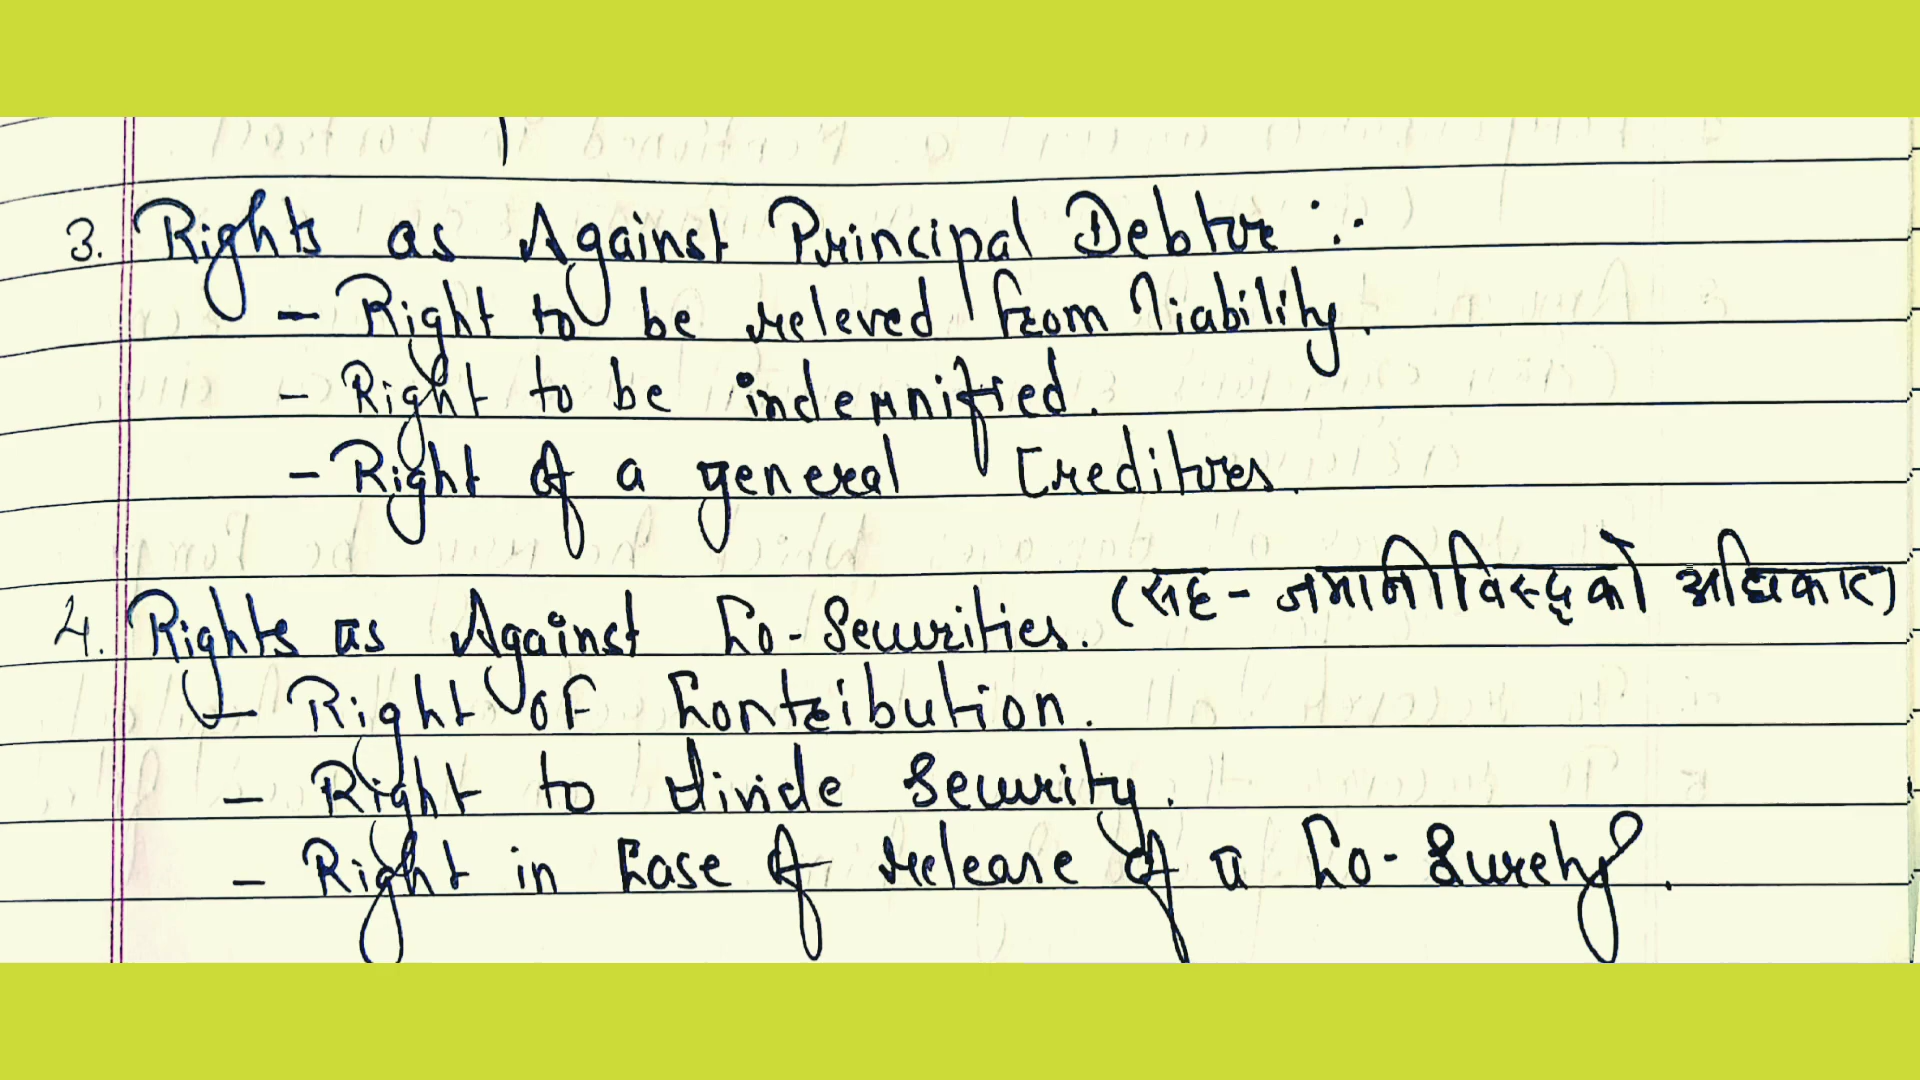 3. Rights as Against Principal Debtor :-
- Right to be releved from liability.
- Right to be indemnified.
- Right of a general Creditors.
4. Rights as Against Co-Securities. (सह - जमानी विरुद्धको अधिकार)
- Right of Contribution.
- Right to divide Security.
- Right in Case of release of a Co-Surety.